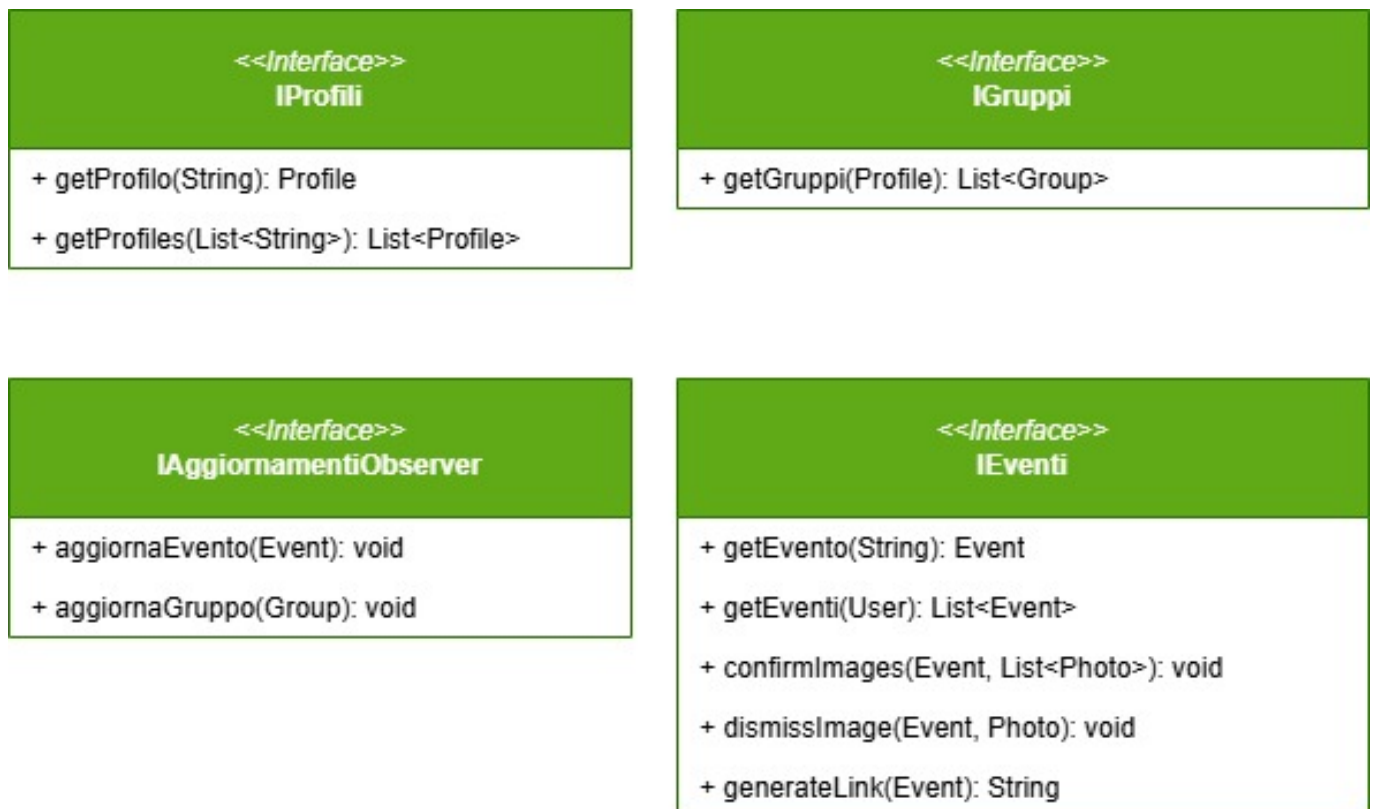 <<Interface>>
IProfili
+ getProfilo(String): Profile
+ getProfiles(List<String>): List<Profile>
<<Interface>>
IGruppi
+ getGruppi(Profile): List<Group>
<<Interface>>
IAggiornamentiObserver
+ aggiornaEvento(Event): void
+ aggiornaGruppo(Group): void
<<Interface>>
IEventi
+ getEvento(String): Event
+ getEventi(User): List<Event>
+ confirmImages(Event, List<Photo>): void
+ dismissImage(Event, Photo): void
+ generateLink(Event): String